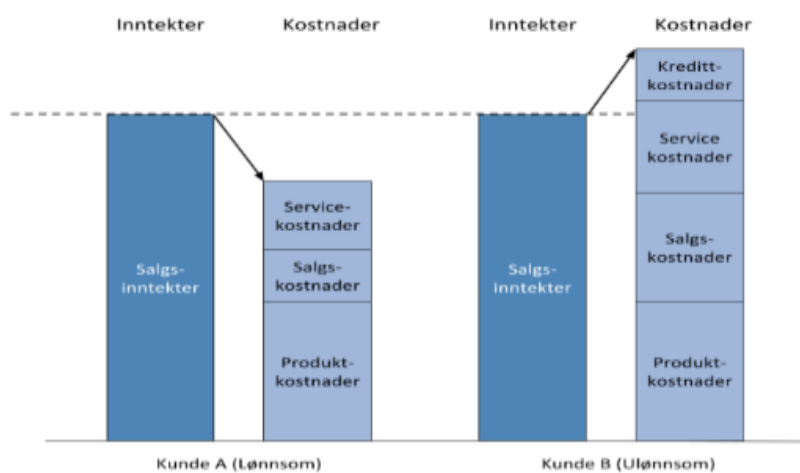 Inntekter Kostnader Inntekter Kostnader
Salgs-
inntekter
Service-
kostnader
Salgs-
kostnader
Produkt-
kostnader
Salgs-
inntekter
Kreditt-
kostnader
Service
kostnader
Salgs-
kostnader
Produkt-
kostnader
Kunde A (Lønnsom) Kunde B (Ulønnsom)